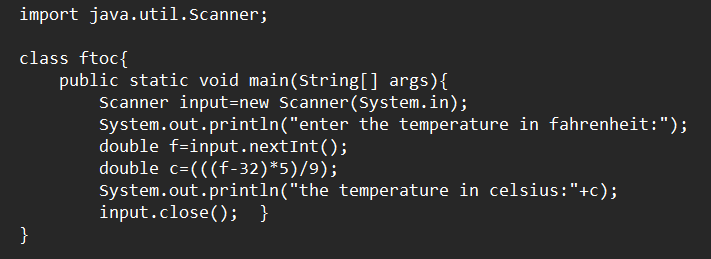 import java.util.Scanner;

class ftoc{
    public static void main(String[] args){
        Scanner input=new Scanner(System.in);
        System.out.println("enter the temperature in fahrenheit:");
        double f=input.nextInt();
        double c=(((f-32)*5)/9);
        System.out.println("the temperature in celsius:"+c);
        input.close();  }
}